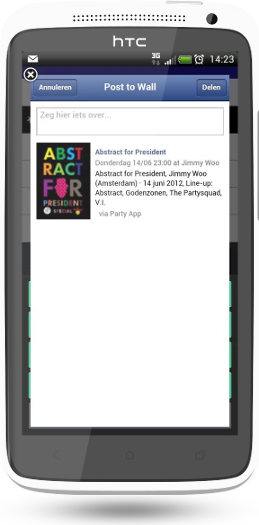 hTC
3G
14:23
Annuleren Post to Wall Delen
Zeg hier iets over...
ABST
RACT
FOR
PRESIDENT
SPECIAL
Abstract for President
Donderdag 14/06 23:00 at Jimmy Woo
Abstract for President, Jimmy Woo
(Amsterdam) · 14 juni 2012, Line-up:
Abstract, Godenzonen, The Partysquad,
V.I.
via Party App